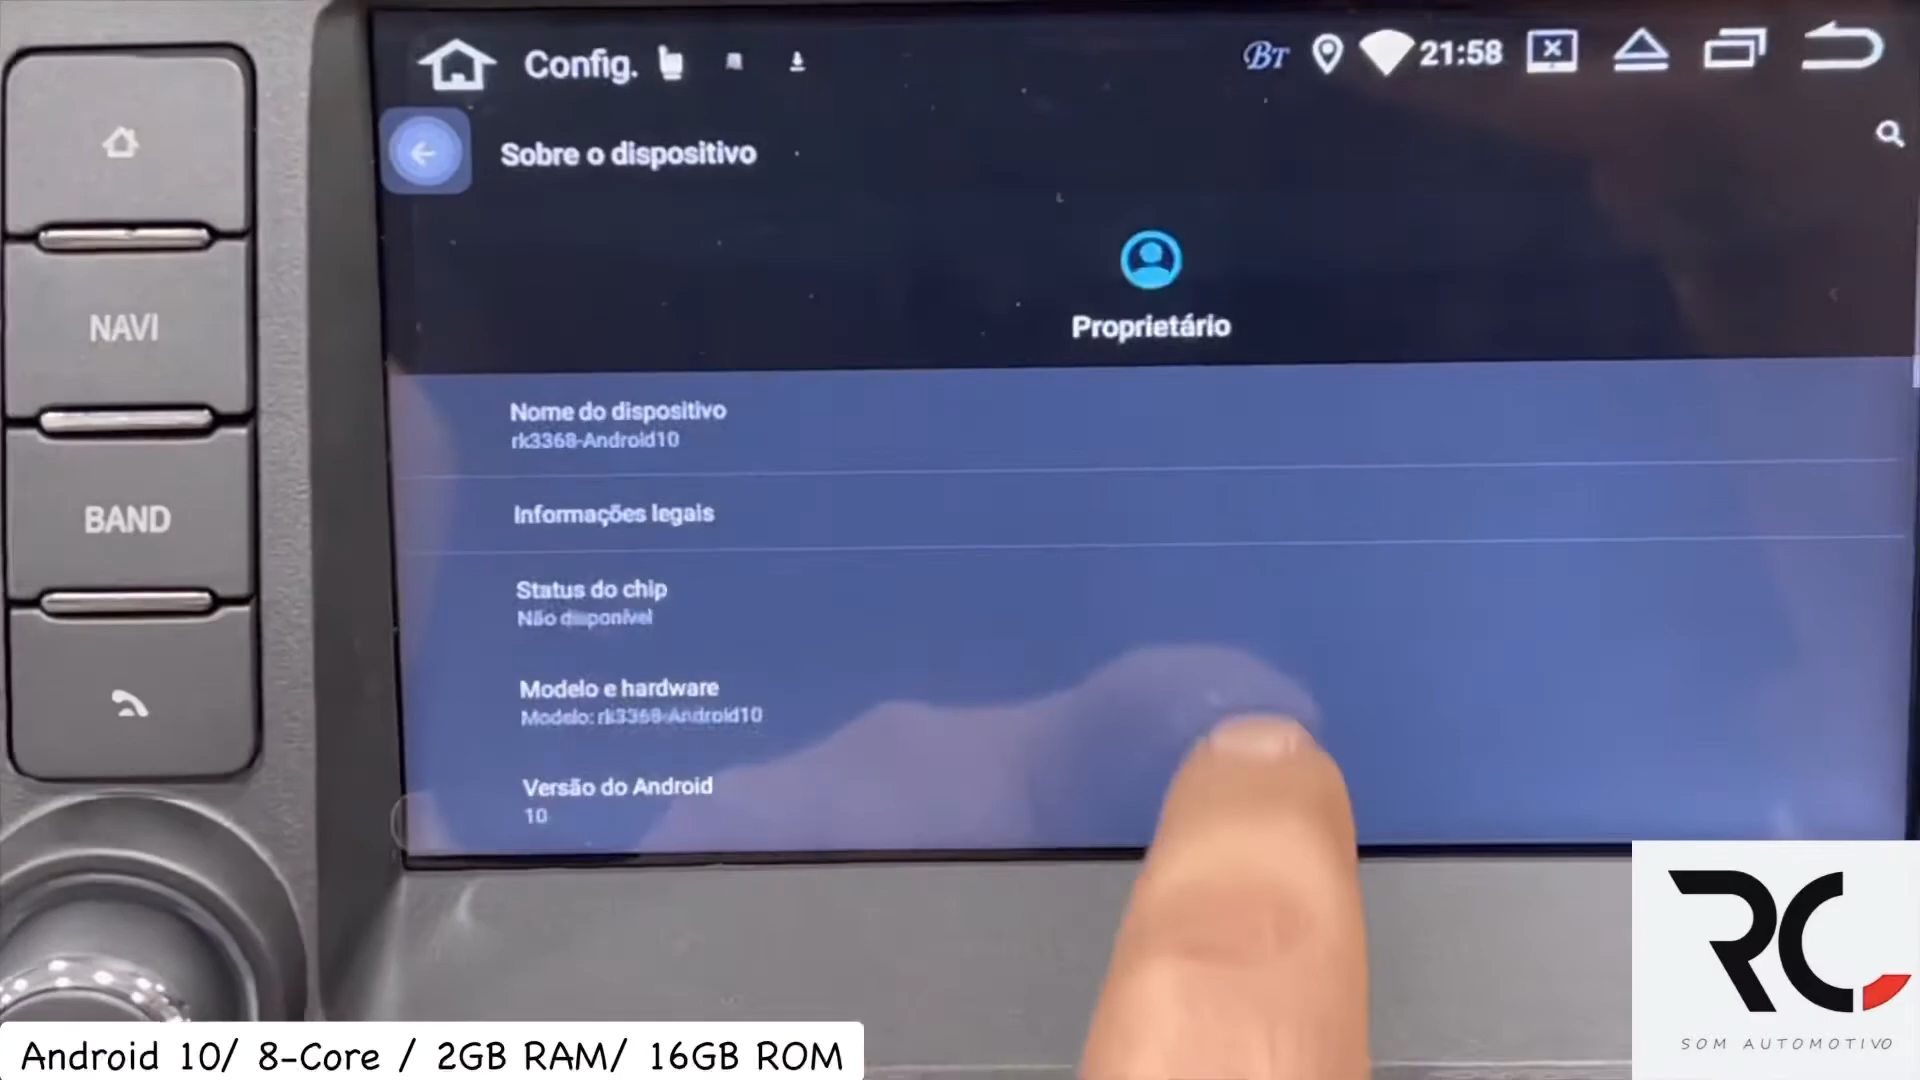 Config.
BT
21:58
Sobre o dispositivo
Proprietário
NAVI
Nome do dispositivo
rk3368-Android10
BAND
Informações legais
Status do chip
Não disponível
Modelo e hardware
Modelo: rk3368-Android10
Versão do Android
10
RC
SOM AUTOMOTIVO
Android 10/ 8-Core / 2GB RAM/ 16GB ROM